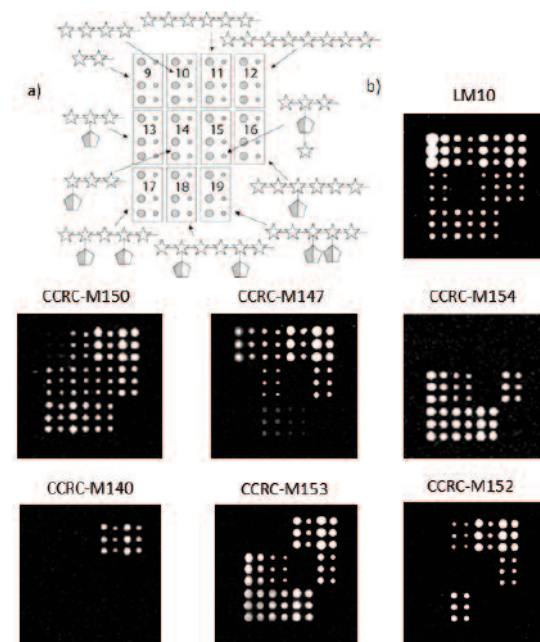 a)
9 10 11 12
13 14 15 16
17 18 19
b)
LM10
CCRC-M150 CCRC-M147 CCRC-M154
CCRC-M140 CCRC-M153 CCRC-M152